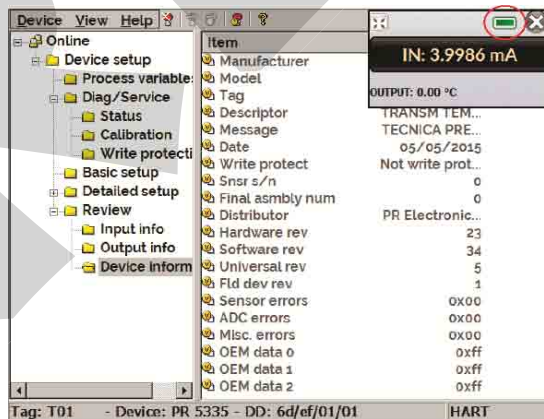 Device View Help
IN: 3.9986 mA
OUTPUT: 0.00 °C
Online
Device setup
Process variable
Diag/Service
Status
Calibration
Write protecti
Basic setup
Detailed setup
Review
Input info
Output info
Device inform
Item
Manufacturer
Model
Tag
Descriptor TRANSM TEM...
Message TECNICA PRE...
Date 05/05/2015
Write protect Not write prot...
Snsr s/n 0
Final asmbly num 0
Distributor PR Electronic...
Hardware rev 23
Software rev 34
Universal rev 5
Fld dev rev 1
Sensor errors 0x00
ADC errors 0x00
Misc. errors 0x00
OEM data 0 0xff
OEM data 1 0xff
OEM data 2 0xff
Tag: T01 - Device: PR 5335 - DD: 6d/ef/01/01 HART